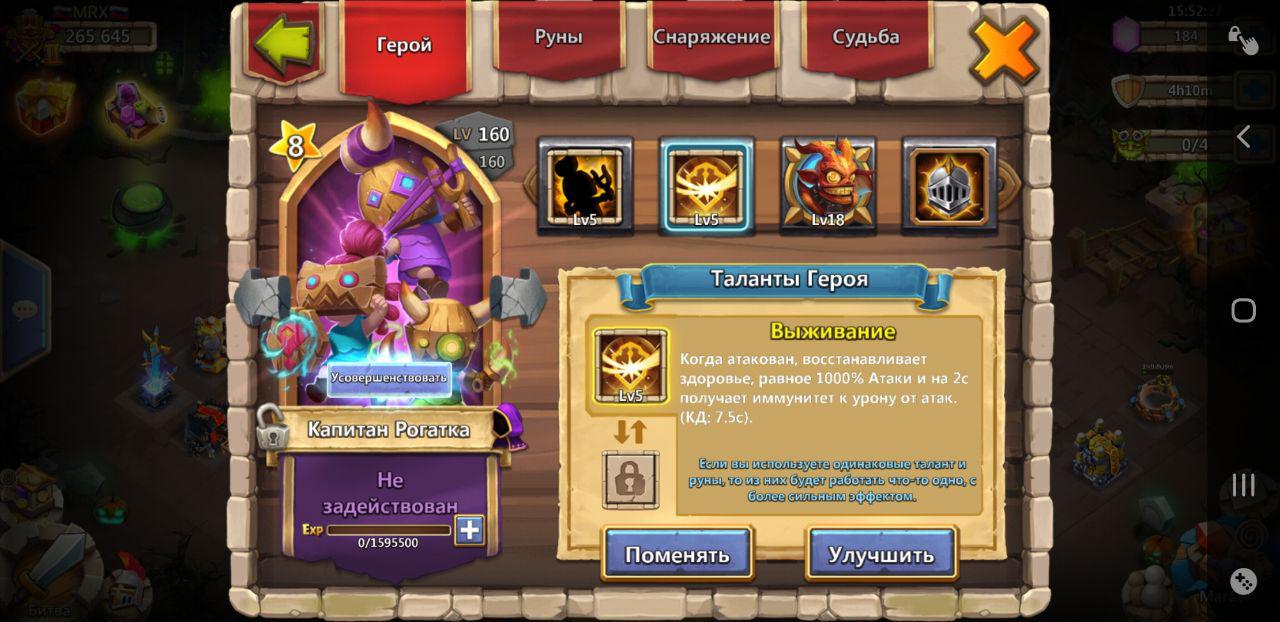 MRX
265 645
15:52:27
184
4h10m
0/4
Герой
Руны
Снаряжение
Судьба
8
LV 160
160
Lv5
Lv5
Lv18
Усовершенствовать
Капитан Рогатка
Не
задействован
Exp
0/1595500
Таланты Героя
Выживание
Когда атакован, восстанавливает
здоровье, равное 1000% Атаки и на 2с
получает иммунитет к урону от атак.
(КД: 7.5с).
Lv5
Если вы используете одинаковые талант и
руны, то из них будет работать что-то одно, с
более сильным эффектом.
Поменять
Улучшить
Битва